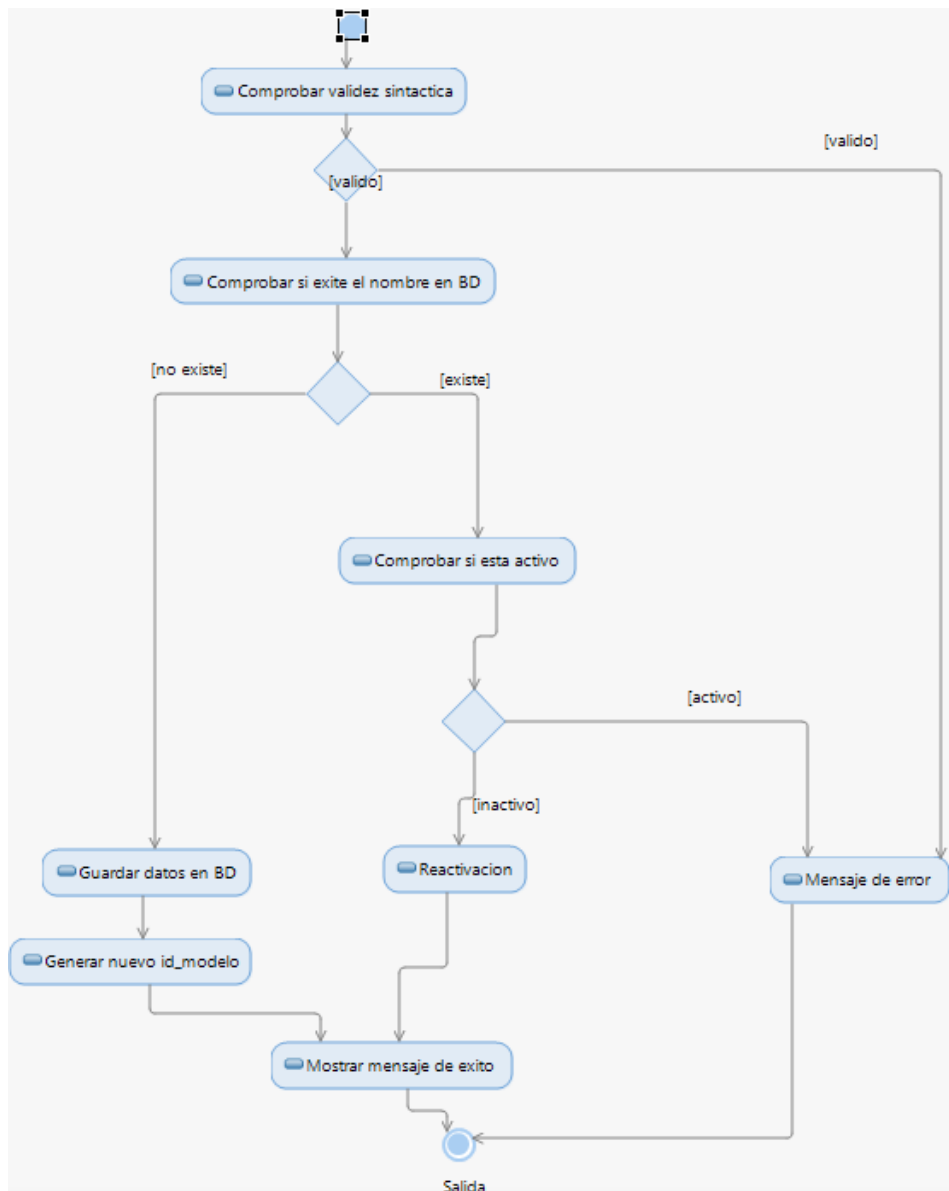 Comprobar validez sintactica
[valido]
[valido]
Comprobar si exite el nombre en BD
[no existe]
[existe]
Comprobar si esta activo
[activo]
[inactivo]
Guardar datos en BD
Reactivacion
Mensaje de error
Generar nuevo id_modelo
Mostrar mensaje de exito
Salida